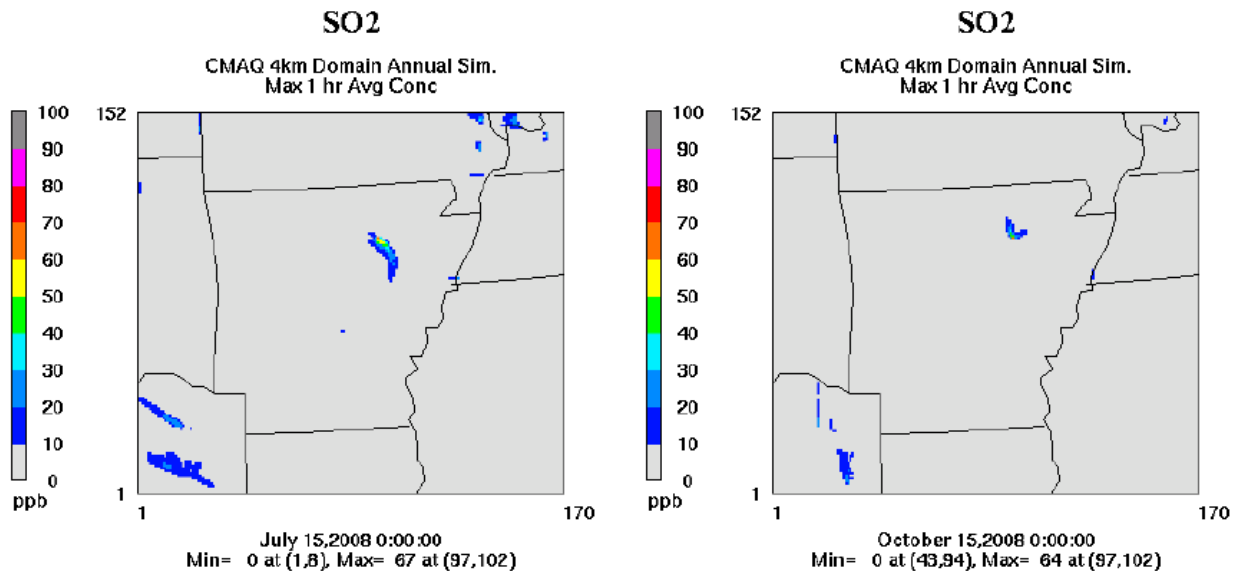 SO2
CMAQ 4km Domain Annual Sim.
Max 1 hr Avg Conc
100
90
80
70
60
50
40
30
20
10
0
ppb
152
1
1
170
July 15,2008 0:00:00
Min= 0 at (1,8), Max= 67 at (97,102)
SO2
CMAQ 4km Domain Annual Sim.
Max 1 hr Avg Conc
100
90
80
70
60
50
40
30
20
10
0
ppb
152
1
1
170
October 15,2008 0:00:00
Min= 0 at (43,94), Max= 64 at (97,102)